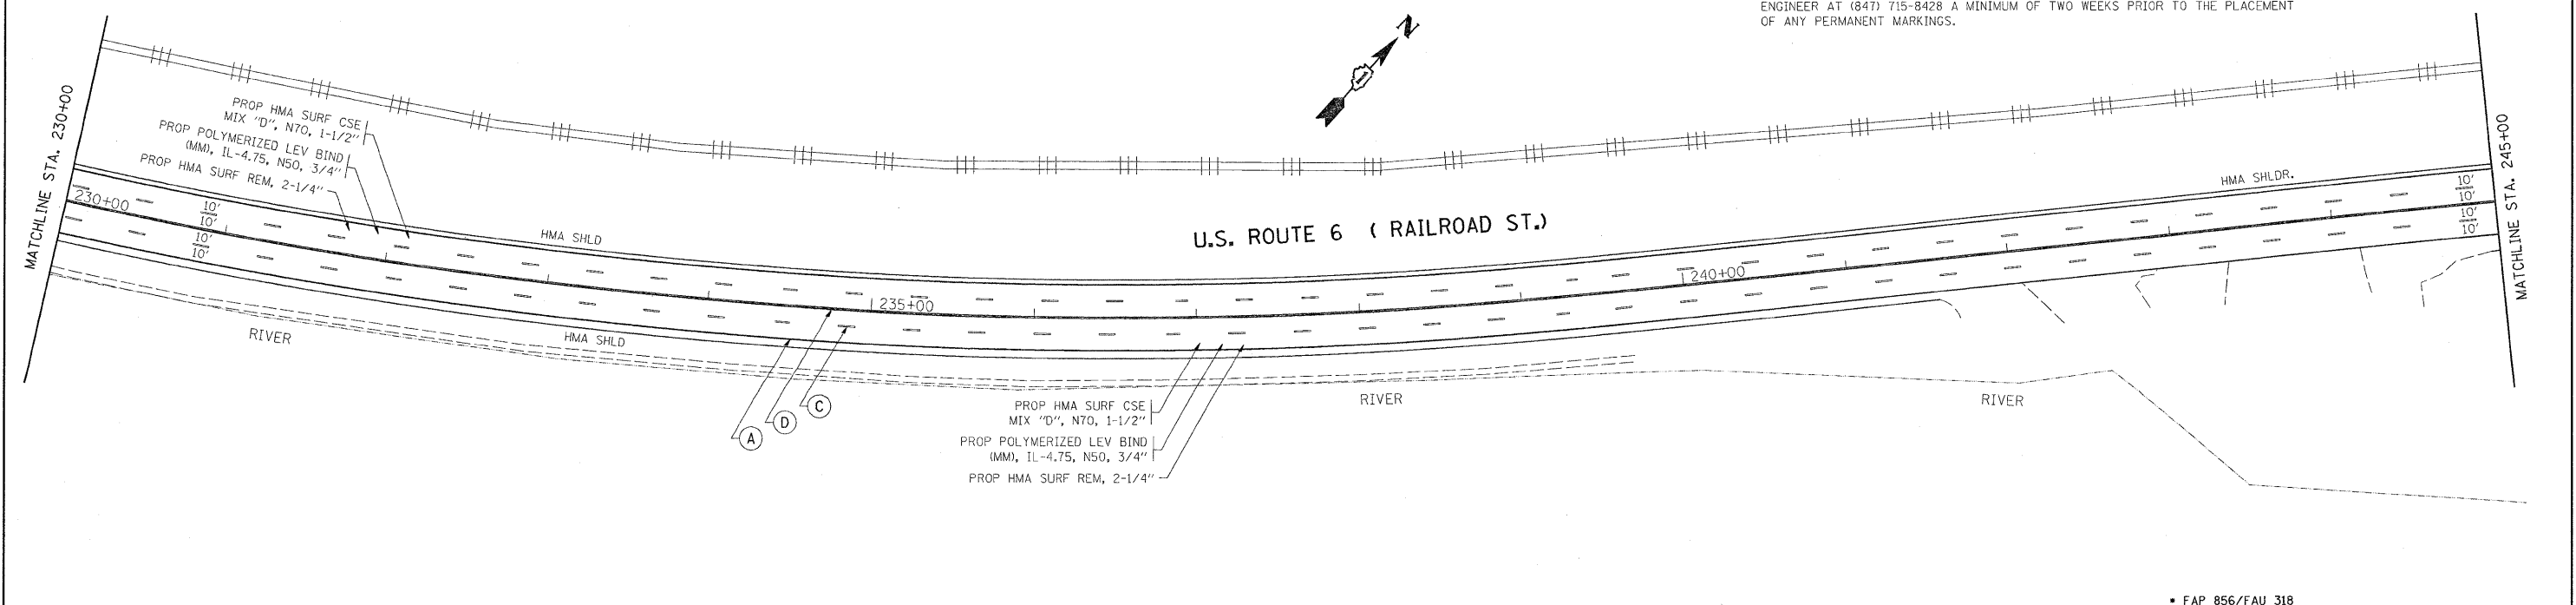 ENGINEER AT (847) 715-8428 A MINIMUM OF TWO WEEKS PRIOR TO THE PLACEMENT
OF ANY PERMANENT MARKINGS.
N
MATCHLINE STA. 230+00
PROP HMA SURF CSE
MIX "D", N70, 1-1/2"
PROP POLYMERIZED LEV BIND
(MM), IL-4.75, N50, 3/4"
PROP HMA SURF REM, 2-1/4"
230+00
10'
10'
10'
10'
HMA SHLD
U.S. ROUTE 6 ( RAILROAD ST.)
HMA SHLDR.
10'
10'
10'
10'
MATCHLINE STA. 245+00
235+00
240+00
RIVER
HMA SHLD
A
D
C
PROP HMA SURF CSE
MIX "D", N70, 1-1/2"
PROP POLYMERIZED LEV BIND
(MM), IL-4.75, N50, 3/4"
PROP HMA SURF REM, 2-1/4"
RIVER
RIVER
* FAP 856/FAU 318